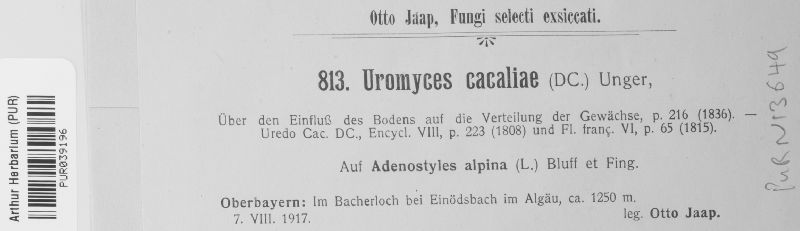 Otto Jaap, Fungi selecti exsiccati.
813. Uromyces cacaliae (DC.) Unger,
Über den Einfluß des Bodens auf die Verteilung der Gewächse, p. 216 (1836). —
Uredo Cac. DC., Encycl. VIII, p. 223 (1808) und Fl. franç. VI, p. 65 (1815).
Auf Adenostyles alpina (L.) Bluff et Fing.
Oberbayern: Im Bacherloch bei Einödsbach im Algäu, ca. 1250 m.
7. VIII. 1917. leg. Otto Jaap.
Arthur Herbarium (PUR)
PUR039196
PURN13649